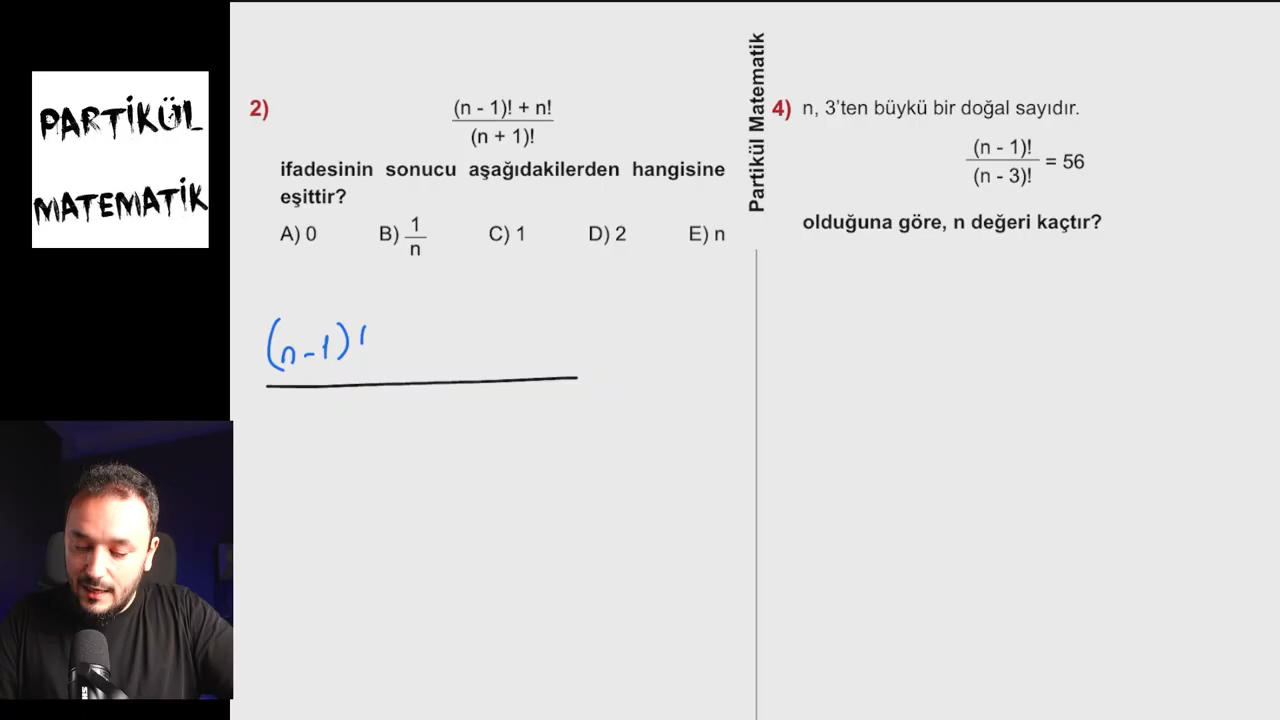 PARTİKÜL
MATEMATİK
2)
(n - 1)! + n!
(n + 1)!
ifadesinin sonucu aşağıdakilerden hangisine
eşittir?
A) 0 B) 1/n C) 1 D) 2 E) n
(n-1)!
Partikül Matematik
4) n, 3'ten büykü bir doğal sayıdır.
(n - 1)!
(n - 3)! = 56
olduğuna göre, n değeri kaçtır?